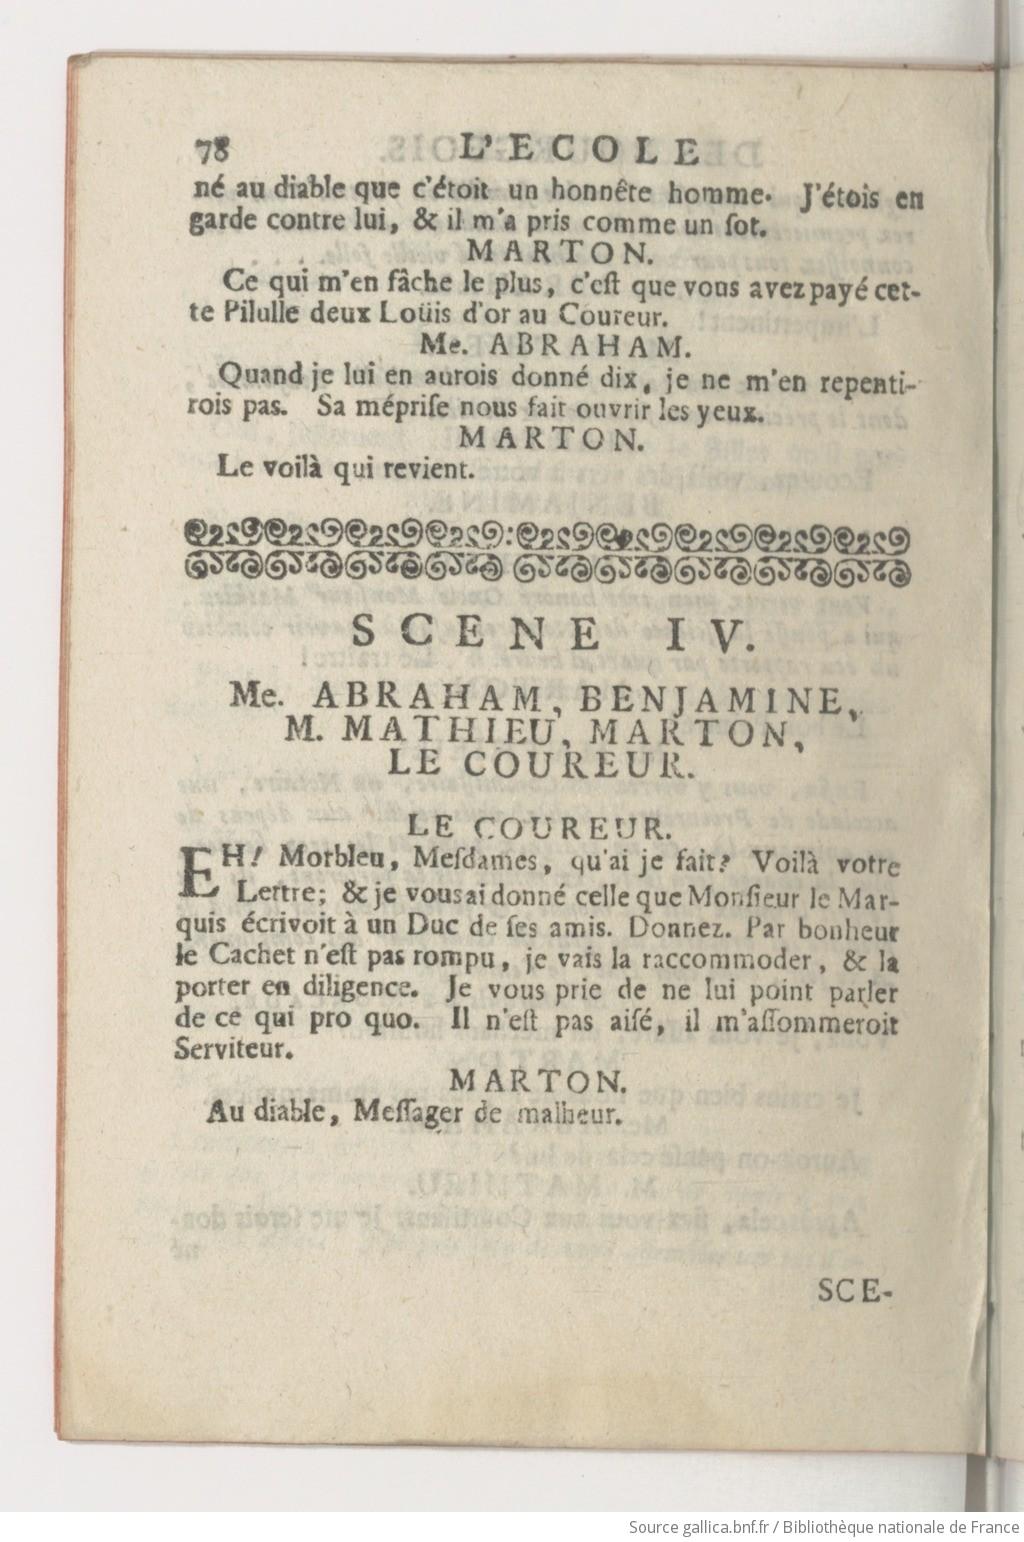 78 L'ECOLE
né au diable que c'étoit un honnête homme. J'étois en
garde contre lui, & il m'a pris comme un ſot.
MARTON.
Ce qui m'en fâche le plus, c'eſt que vous avez payé cet-
te Pilulle deux Loüis d'or au Coureur.
Me. ABRAHAM.
Quand je lui en aurois donné dix, je ne m'en repenti-
rois pas. Sa mépriſe nous fait ouvrir les yeux.
MARTON.
Le voilà qui revient.
SCENE IV.
Me. ABRAHAM, BENJAMINE,
M. MATHIEU, MARTON,
LE COUREUR.
LE COUREUR.
EH! Morbleu, Meſdames, qu'ai je fait? Voilà votre
Lettre; & je vous ai donné celle que Monſieur le Mar-
quis écrivoit à un Duc de ſes amis. Donnez. Par bonheur
le Cachet n'eſt pas rompu, je vais la raccommoder, & la
porter en diligence. Je vous prie de ne lui point parler
de ce qui pro quo. Il n'eſt pas aiſé, il m'aſſommeroit
Serviteur.
MARTON.
Au diable, Meſſager de malheur.
SCE-
Source gallica.bnf.fr / Bibliothèque nationale de France